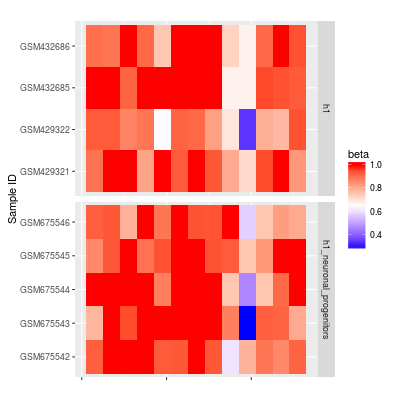 GSM432686
GSM432685
GSM429322
GSM429321
GSM675546
GSM675545
GSM675544
GSM675543
GSM675542
Sample ID
h1
h1_neuronal_progenitors
beta
1.0
0.8
0.6
0.4